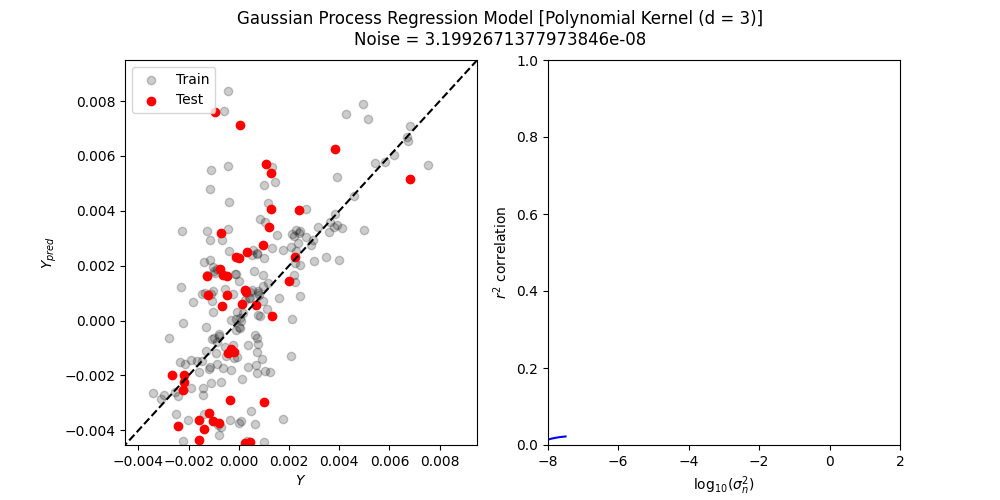 Gaussian Process Regression Model [Polynomial Kernel (d = 3)]
Noise = 3.1992671377973846e-08
Train
Test
0.008
0.006
0.004
0.002
0.000
−0.002
−0.004
Y_pred
−0.004 −0.002 0.000 0.002 0.004 0.006 0.008
Y
1.0
0.8
0.6
0.4
0.2
0.0
r² correlation
−8 −6 −4 −2 0 2
log₁₀(σₙ²)